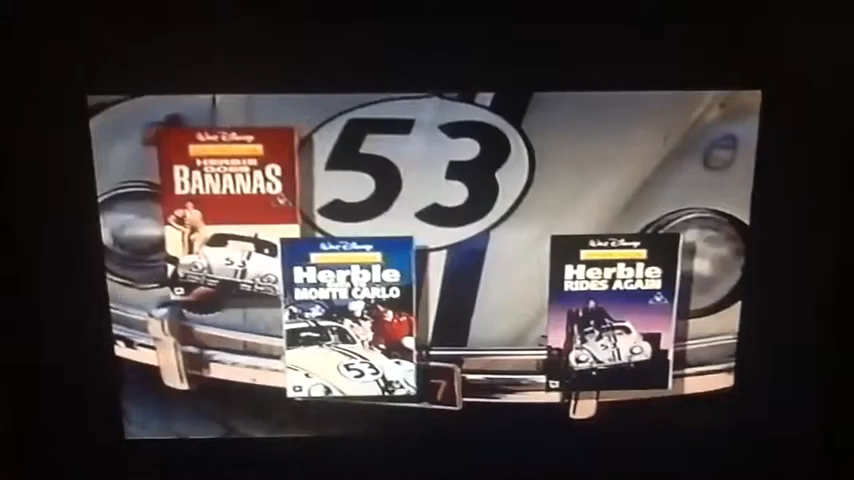 53
WALT DISNEY
HERBIE
GOES
BANANAS
53
WALT DISNEY
Herbie
MONTE CARLO
53
WALT DISNEY
Herbie
RIDES AGAIN
53
7